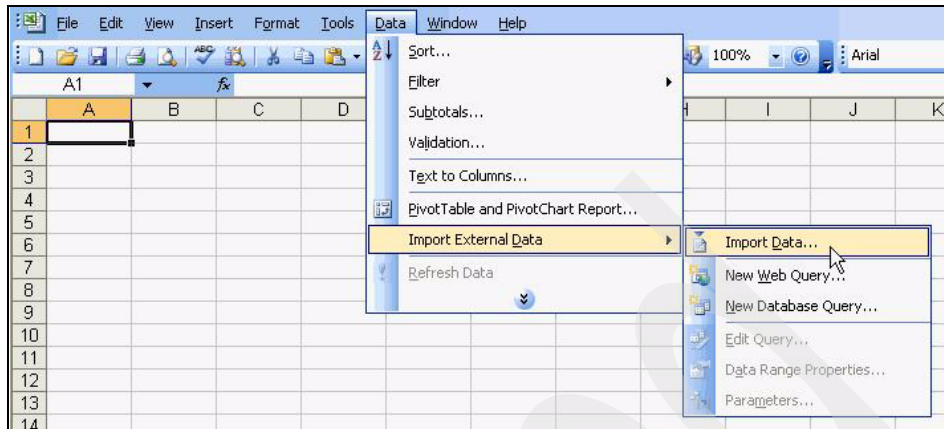 File Edit View Insert Format Tools Data Window Help
ABC 100% Arial
A1 fx
A B C D H I J K
1
2
3
4
5
6
7
8
9
10
11
12
13
14
Sort...
Filter
Subtotals...
Validation...
Text to Columns...
PivotTable and PivotChart Report...
Import External Data
Refresh Data
Import Data...
New Web Query...
New Database Query...
Edit Query...
Data Range Properties...
Parameters...